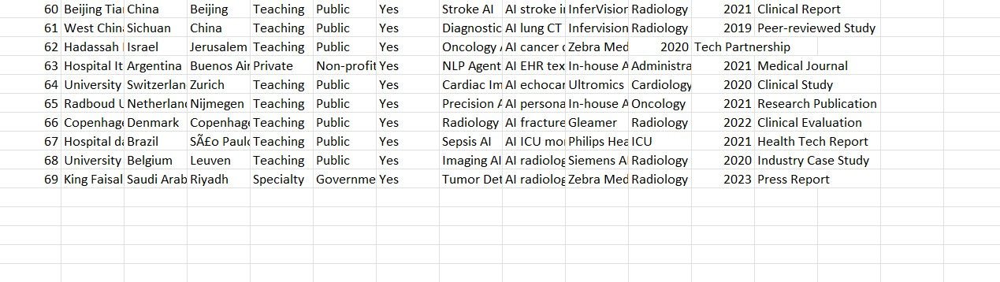 60 Beijing Tia China Beijing Teaching Public Yes Stroke AI AI stroke i InferVision Radiology 2021 Clinical Report
61 West China Sichuan China Teaching Public Yes Diagnostic AI lung CT Infervision Radiology 2019 Peer-reviewed Study
62 Hadassah Israel Jerusalem Teaching Public Yes Oncology AI cancer Zebra Med 2020 Tech Partnership
63 Hospital It Argentina Buenos Air Private Non-profit Yes NLP Agent AI EHR tex In-house A Administra 2021 Medical Journal
64 University Switzerlan Zurich Teaching Public Yes Cardiac Im AI echocar Ultromics Cardiology 2020 Clinical Study
65 Radboud U Netherland Nijmegen Teaching Public Yes Precision A AI persona In-house A Oncology 2021 Research Publication
66 Copenhage Denmark Copenhage Teaching Public Yes Radiology AI fracture Gleamer Radiology 2022 Clinical Evaluation
67 Hospital da Brazil SÃ£o Paulo Teaching Public Yes Sepsis AI AI ICU mo Philips Hea ICU 2021 Health Tech Report
68 University Belgium Leuven Teaching Public Yes Imaging AI AI radiolog Siemens A Radiology 2020 Industry Case Study
69 King Faisal Saudi Arab Riyadh Specialty Governme Yes Tumor Det AI radiolog Zebra Med Radiology 2023 Press Report